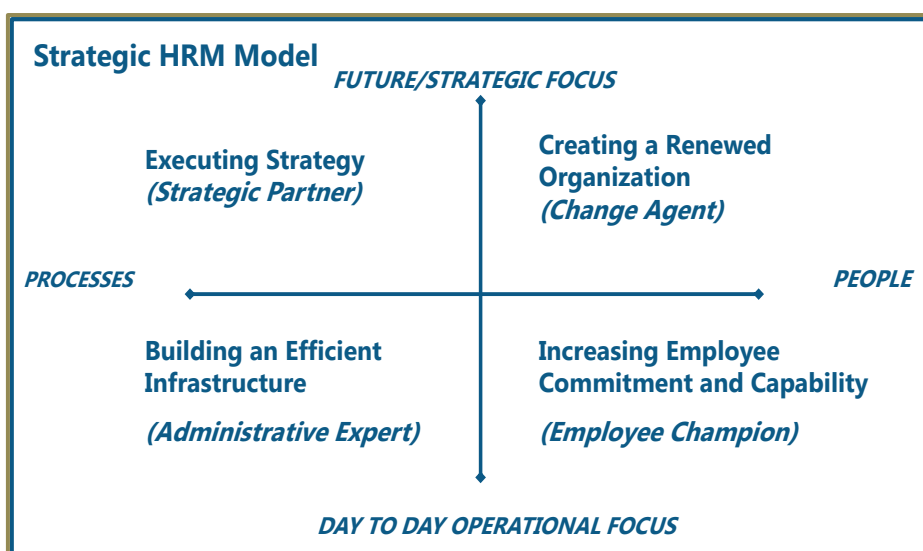 Strategic HRM Model
FUTURE/STRATEGIC FOCUS
Executing Strategy
(Strategic Partner)
Creating a Renewed
Organization
(Change Agent)
PROCESSES
PEOPLE
Building an Efficient
Infrastructure
(Administrative Expert)
Increasing Employee
Commitment and Capability
(Employee Champion)
DAY TO DAY OPERATIONAL FOCUS